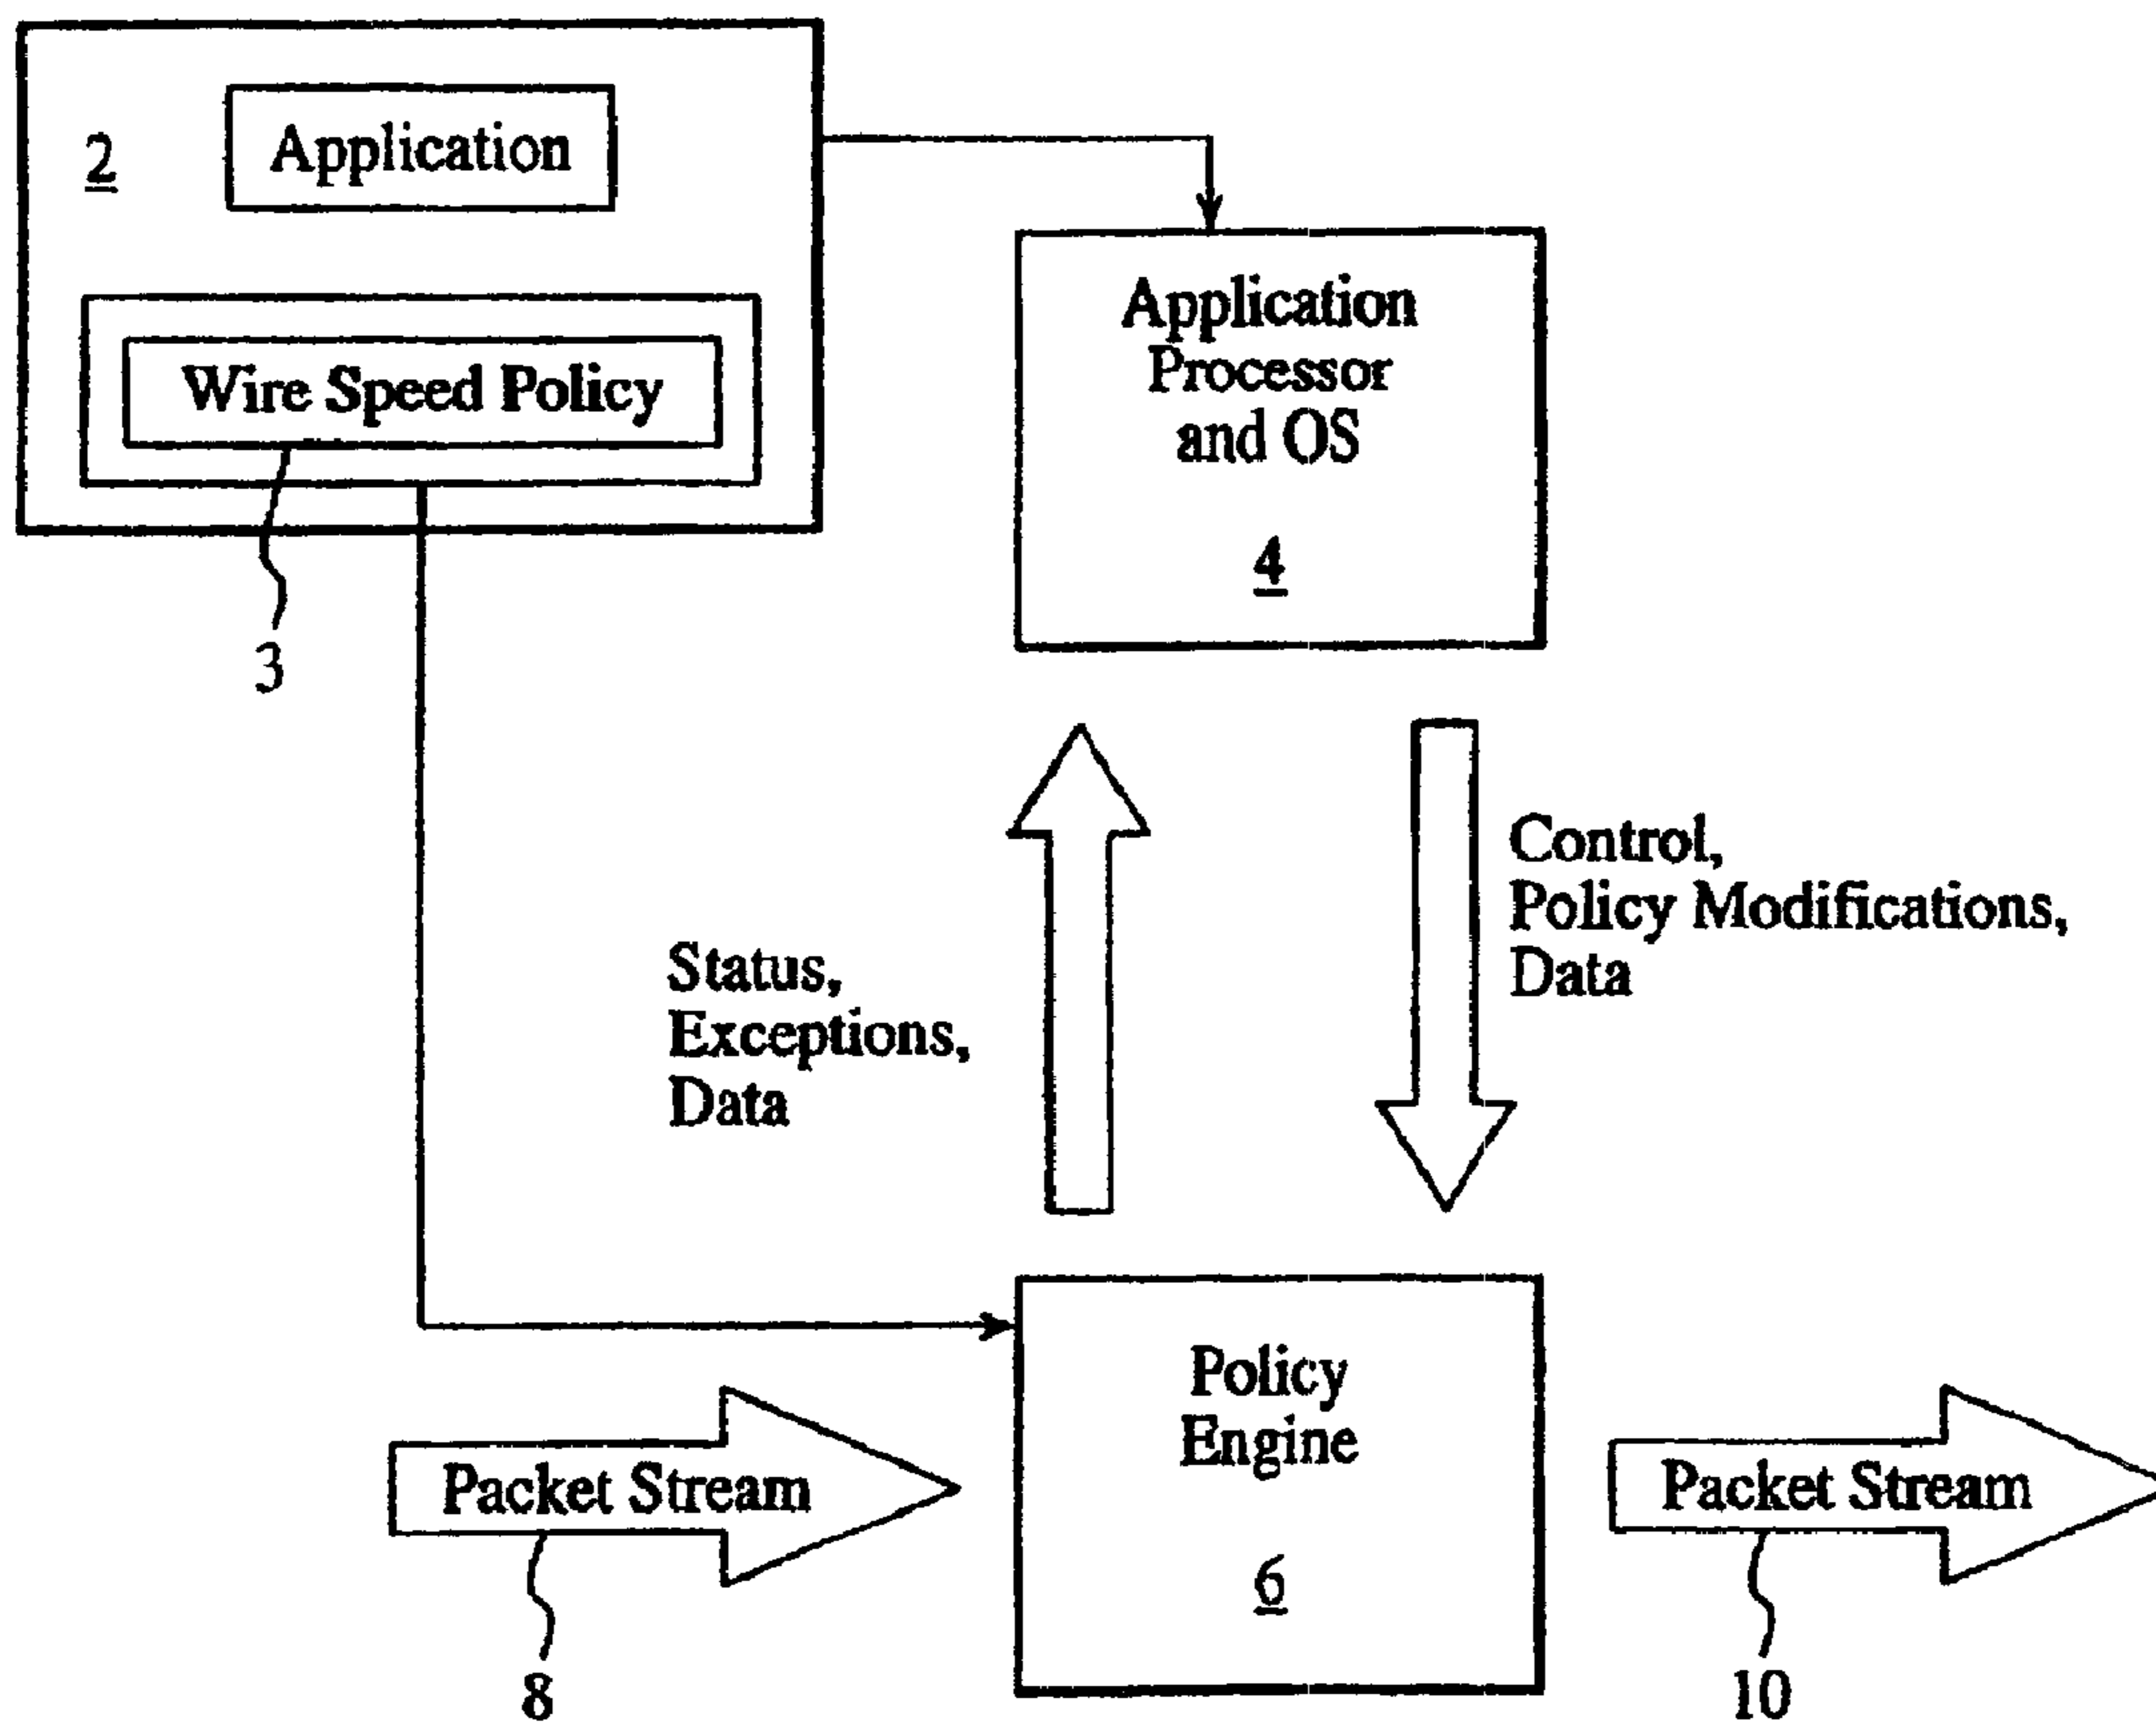 2
Application
Wire Speed Policy
3
Application
Processor
and OS
4
Status,
Exceptions,
Data
Control,
Policy Modifications,
Data
Policy
Engine
6
Packet Stream
8
Packet Stream
10